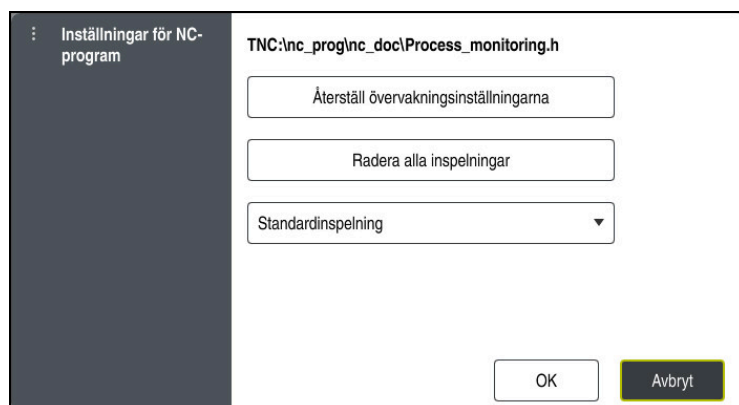 Inställningar för NC-
program
TNC:\nc_prog\nc_doc\Process_monitoring.h
Återställ övervakningsinställningarna
Radera alla inspelningar
Standardinspelning
OK
Avbryt